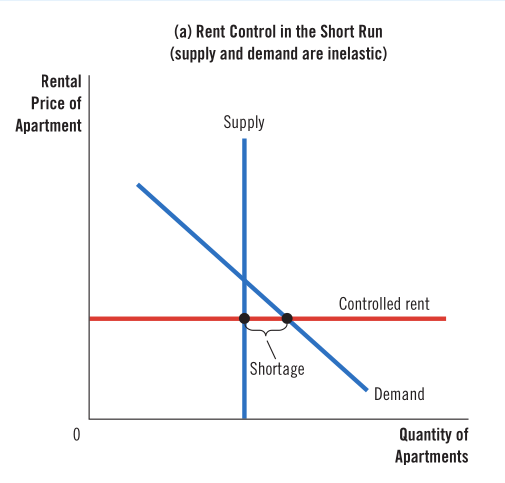 (a) Rent Control in the Short Run
(supply and demand are inelastic)
Rental
Price of
Apartment
Supply
Controlled rent
Shortage
Demand
0
Quantity of
Apartments